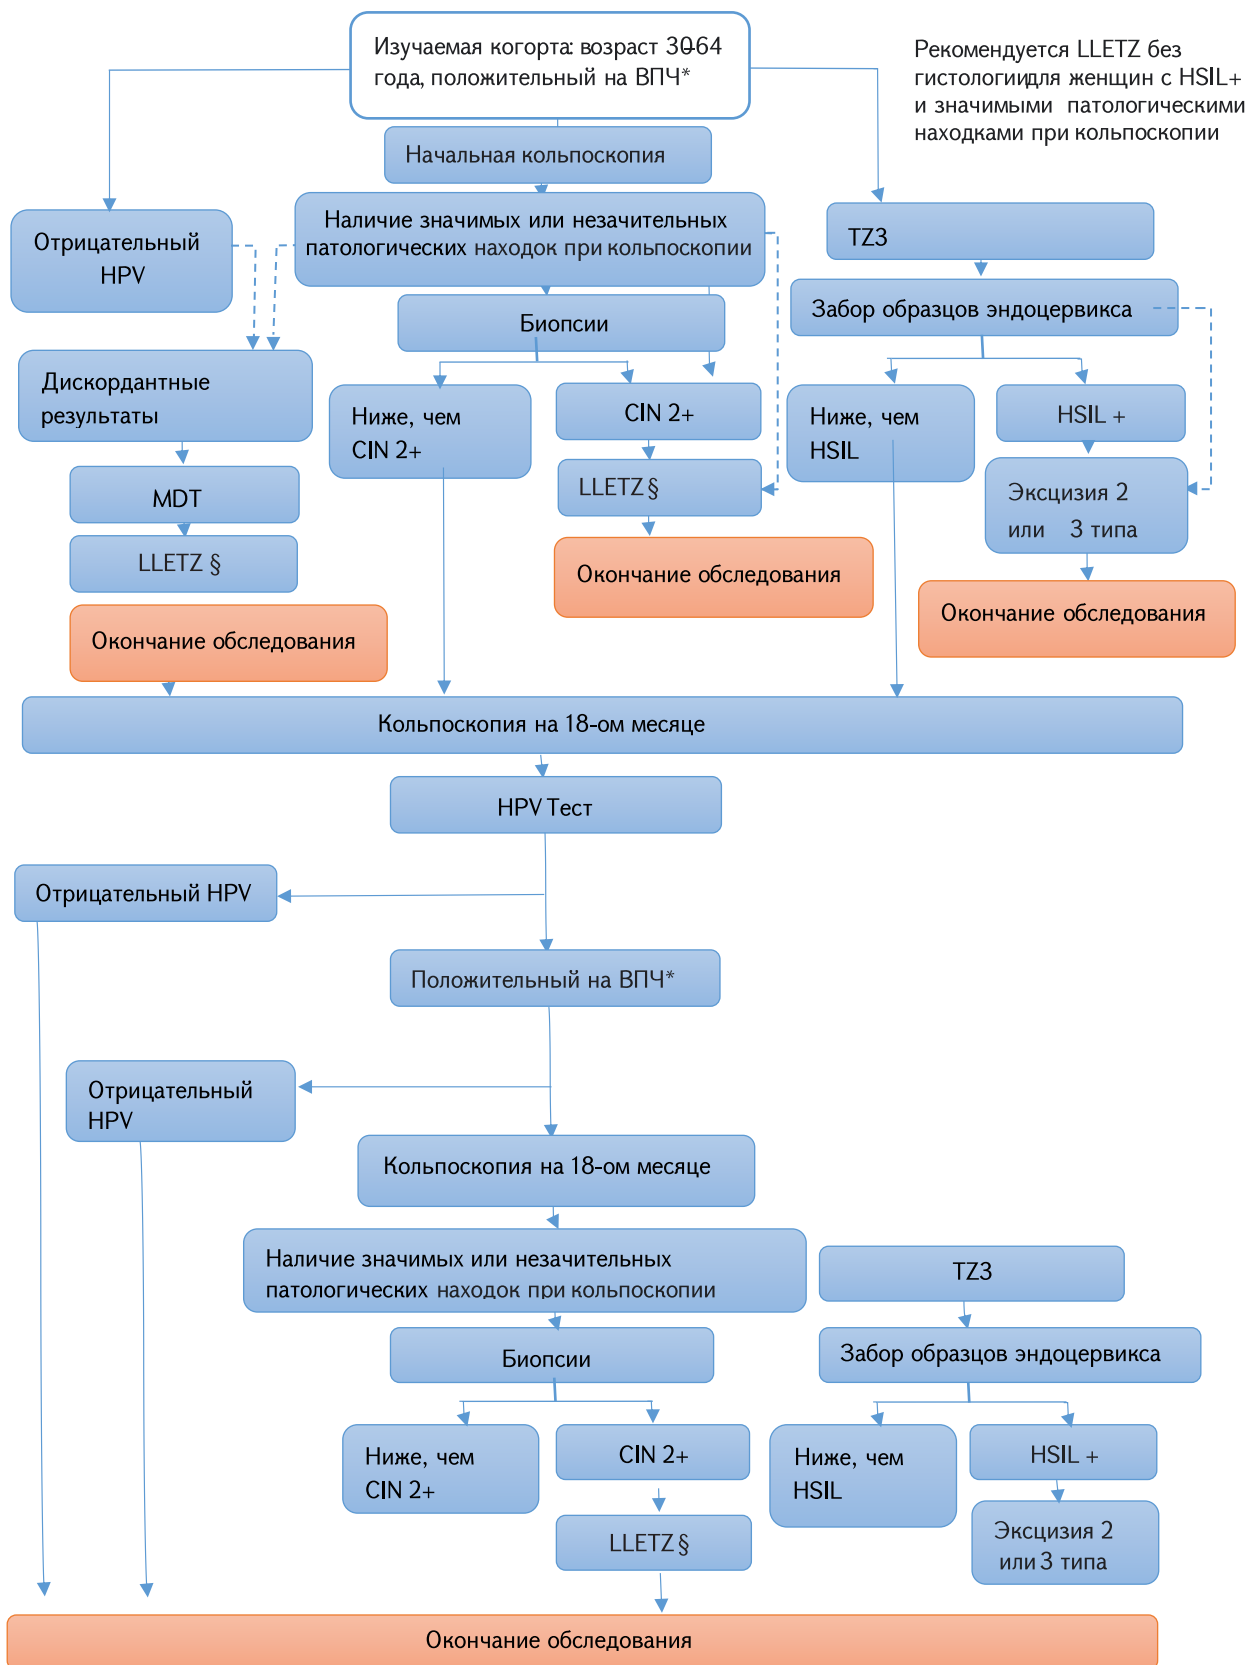 Изучаемая когорта: возраст 30-64
года, положительный на ВПЧ*
Рекомендуется LLETZ без
гистологиидля женщин с HSIL+
и значимыми патологическими
находками при кольпоскопии
Начальная кольпоскопия
Отрицательный
HPV
Наличие значимых или незачительных
патологических находок при кольпоскопии
TZ3
Биопсии
Забор образцов эндоцервикса
Дискордантные
результаты
Ниже, чем
CIN 2+
CIN 2+
Ниже, чем
HSIL
HSIL +
MDT
LLETZ §
Эксцизия 2
или 3 типа
LLETZ §
Окончание обследования
Окончание обследования
Окончание обследования
Кольпоскопия на 18-ом месяце
HPV Тест
Отрицательный HPV
Положительный на ВПЧ*
Отрицательный
HPV
Кольпоскопия на 18-ом месяце
Наличие значимых или незачительных
патологических находок при кольпоскопии
TZ3
Биопсии
Забор образцов эндоцервикса
Ниже, чем
CIN 2+
CIN 2+
Ниже, чем
HSIL
HSIL +
LLETZ §
Эксцизия 2
или 3 типа
Окончание обследования